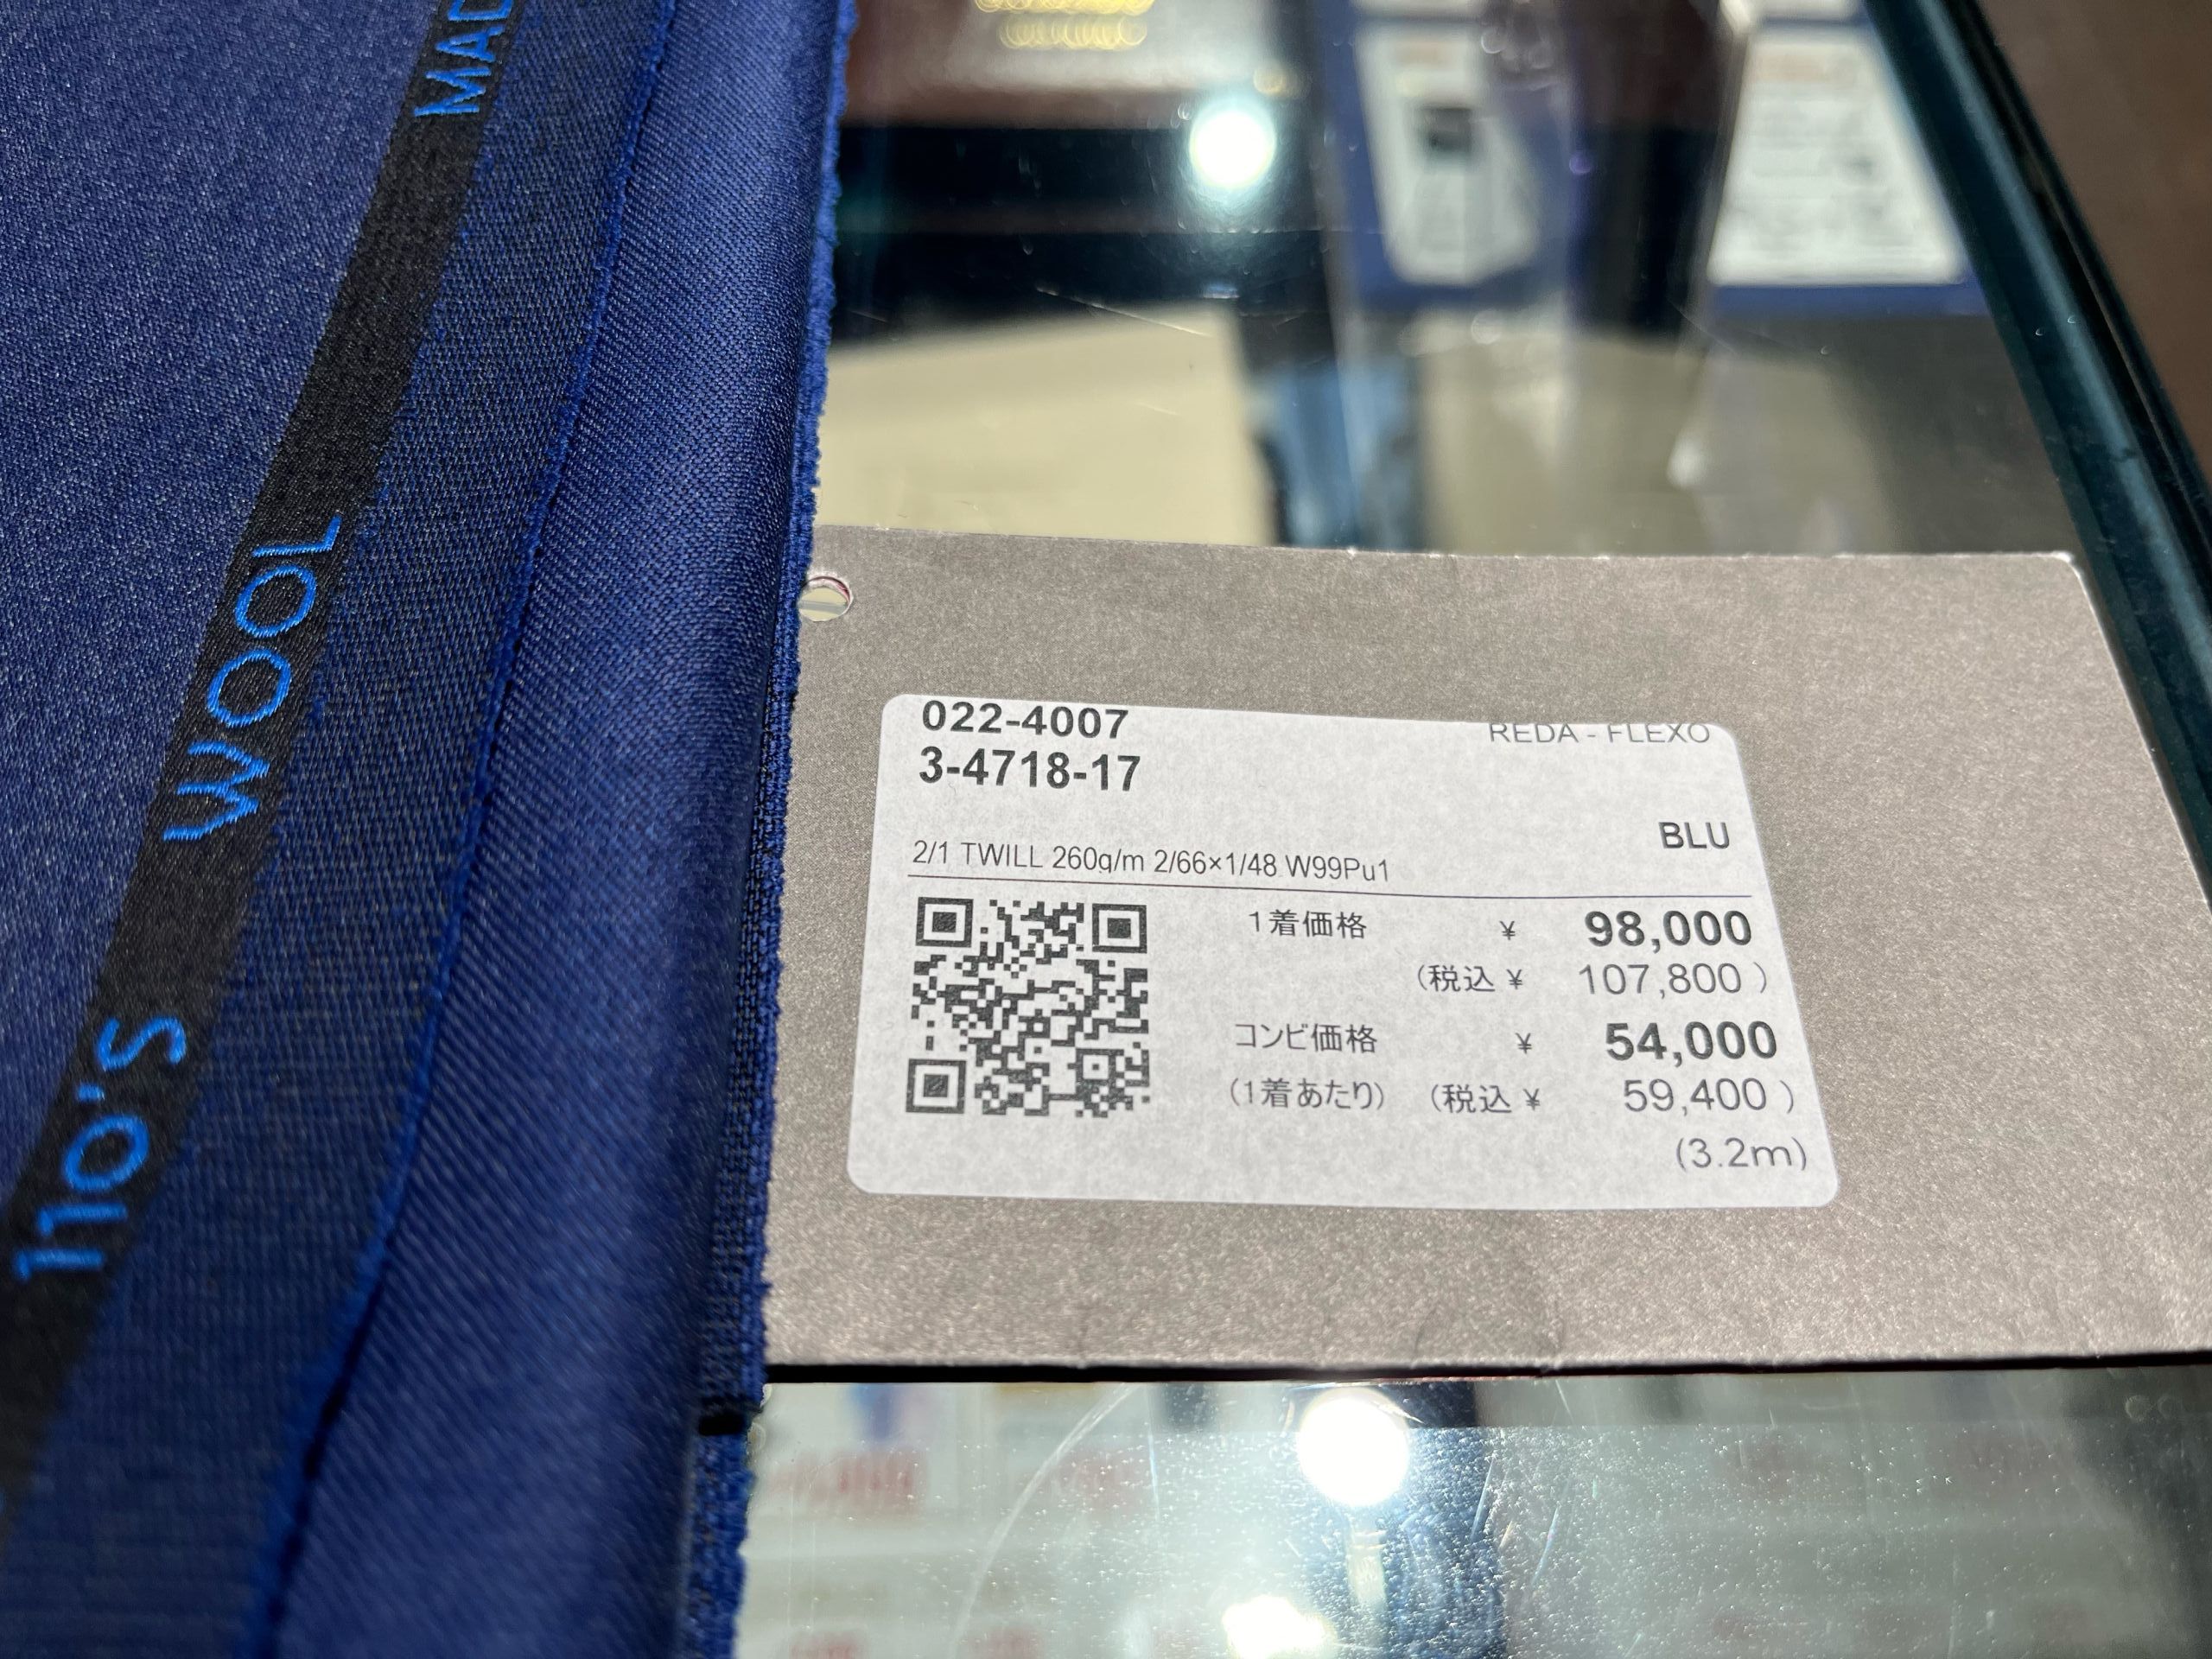 MAD
WOOL
110'S
022-4007
REDA - FLEXO
3-4718-17
BLU
2/1 TWILL 260g/m 2/66×1/48 W99Pu1
1着価格 ¥ 98,000
(税込 ¥ 107,800 )
コンビ価格 ¥ 54,000
(1着あたり) (税込 ¥ 59,400 )
(3.2m)